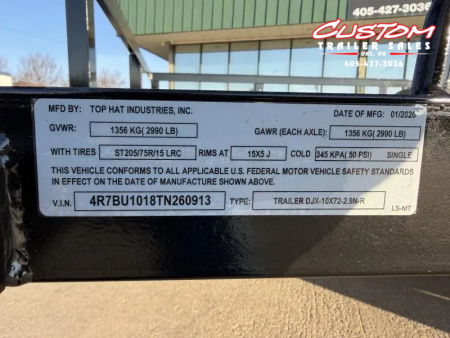 405-427-3036
CUSTOM
TRAILER SALES
OKC, OK
405-427-3036
MFD BY: TOP HAT INDUSTRIES, INC. DATE OF MFG: 01/2026
GVWR: 1356 KG( 2990 LB) GAWR (EACH AXLE): 1356 KG( 2990 LB)
WITH TIRES ST205/75R/15 LRC RIMS AT 15X5 J COLD 345 KPA( 50 PSI) SINGLE
THIS VEHICLE CONFORMS TO ALL APPLICABLE U.S. FEDERAL MOTOR VEHICLE SAFETY STANDARDS
IN EFFECT ON THE DATE OF MANUFACTURE SHOWN ABOVE.
V.I.N. 4R7BU1018TN260913 TYPE: TRAILER DJX-10X72-2.9N-R
LS-MT